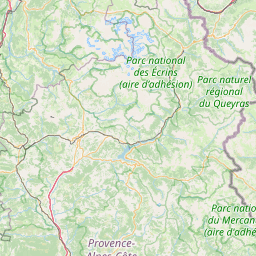 Parc national
des Écrins
(aire d'adhésion)
Parc naturel
régional
du Queyras
Parc nation
du Mercan
(aire d'adhé
Provence-
Alpes-Côte